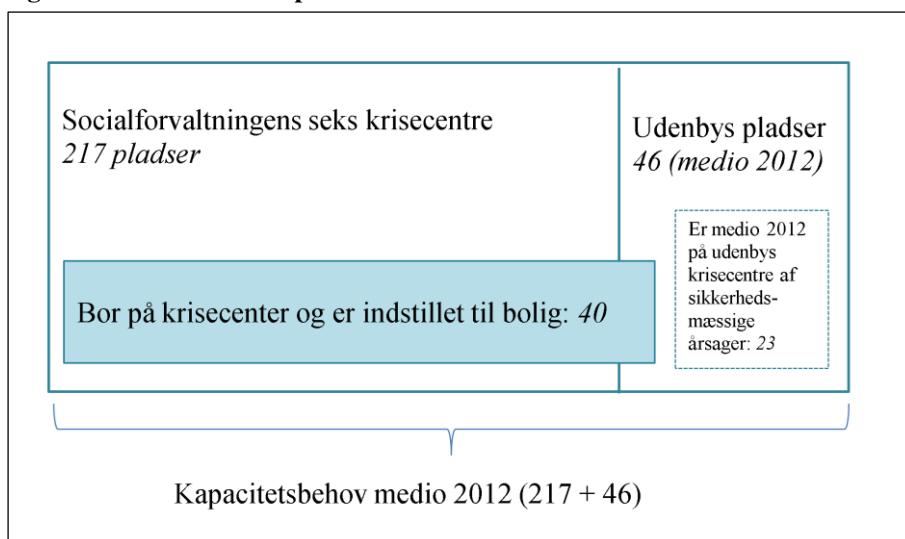 Socialforvaltningens seks krisecentre
217 pladser
Udenbys pladser
46 (medio 2012)
Er medio 2012
på udenbys
krisecentre af
sikkerheds-
mæssige
årsager: 23
Bor på krisecenter og er indstillet til bolig: 40
Kapacitetsbehov medio 2012 (217 + 46)